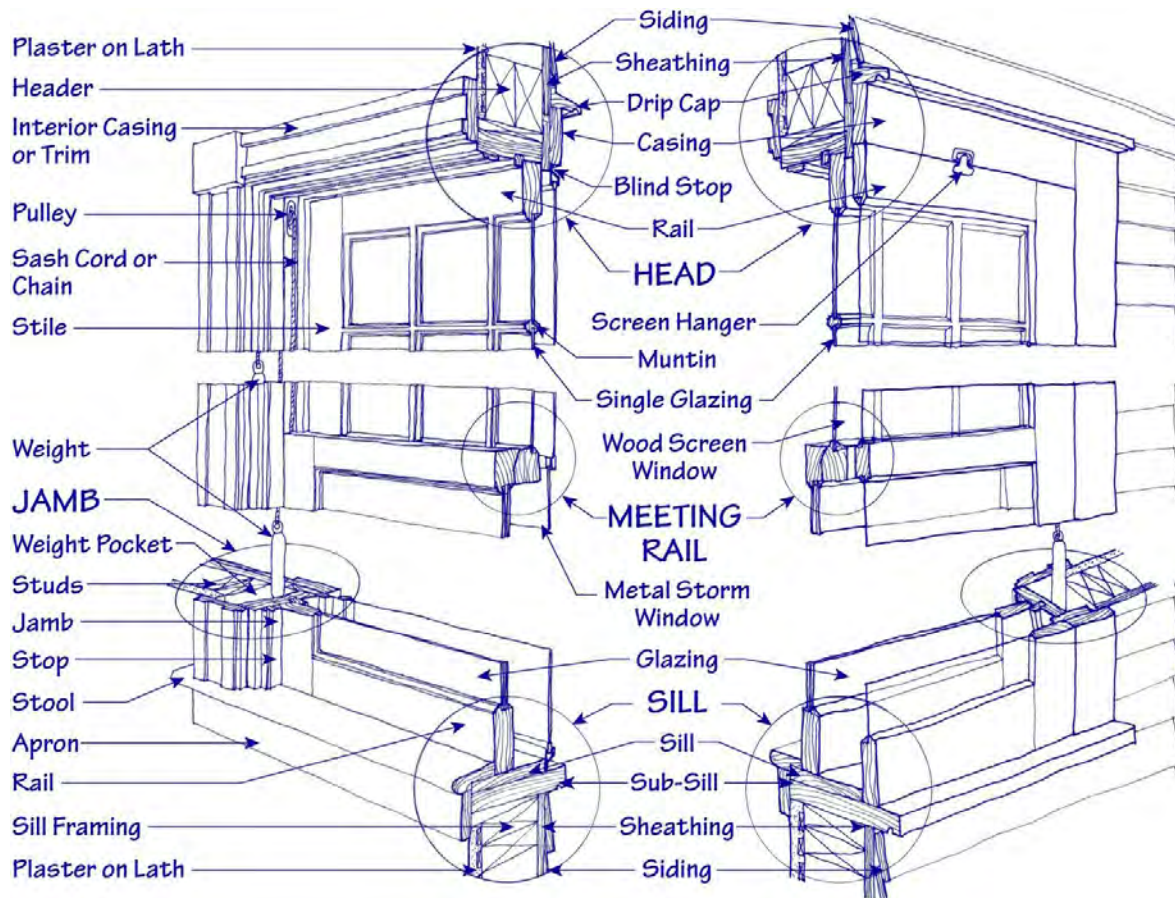 Plaster on Lath
Header
Interior Casing
or Trim
Pulley
Sash Cord or
Chain
Stile
Weight
JAMB
Weight Pocket
Studs
Jamb
Stop
Stool
Apron
Rail
Sill Framing
Plaster on Lath
Siding
Sheathing
Drip Cap
Casing
Blind Stop
Rail
HEAD
Screen Hanger
Muntin
Single Glazing
Wood Screen
Window
MEETING
RAIL
Metal Storm
Window
Glazing
SILL
Sill
Sub-Sill
Sheathing
Siding